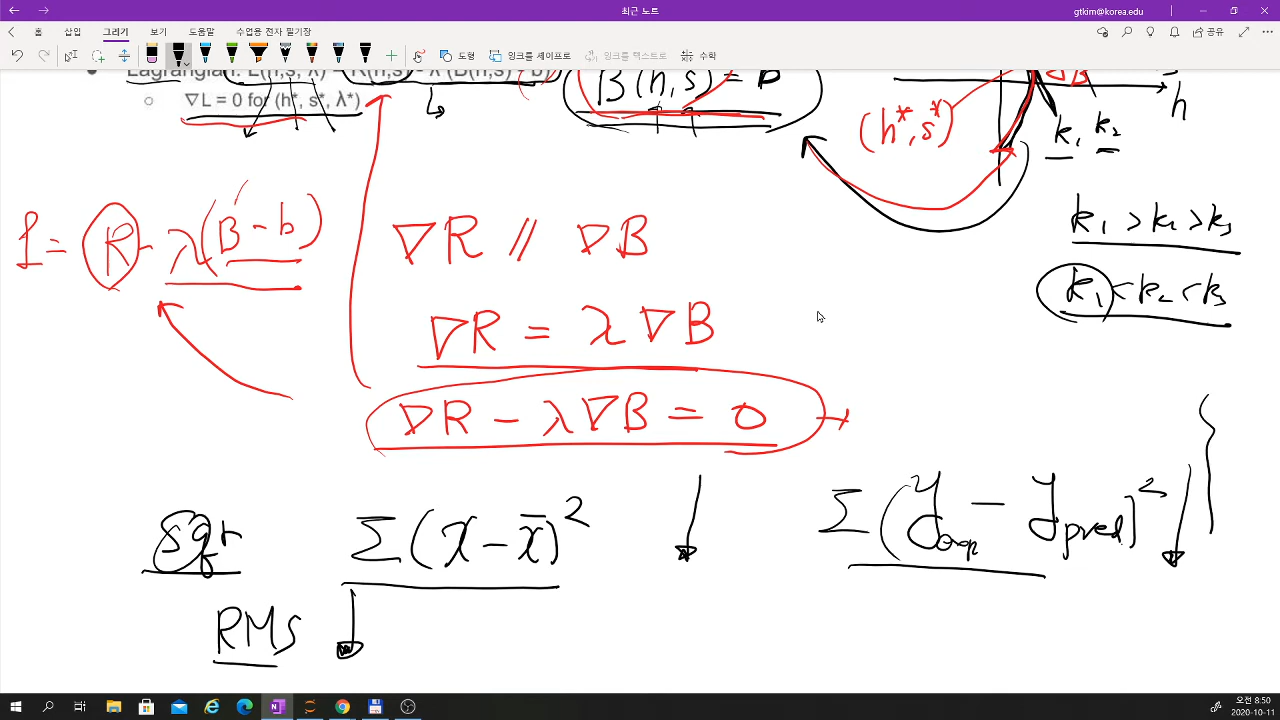 최근 노트
gtkim@korea.edu
홈 삽입 그리기 보기 도움말 수업용 전자 필기장
공유
도형 잉크를 셰이프로 잉크를 텍스트로 수학
B(h,s) = b
∇L = 0 for (h*, s*, λ*)
∇B
h
(h*, s*)
k₁ k₂
k₁ > k₂ > k₃
k₁ < k₂ < k₃
L = R - λ(B - b)
∇R // ∇B
∇R = λ∇B
∇R - λ∇B = 0
sqr Σ(x - x̄)²
Σ(y - y pred)²
RMS
오전 8:50
2020-10-11